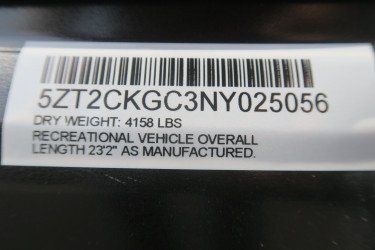 5ZT2CKGC3NY025056
DRY WEIGHT: 4158 LBS
RECREATIONAL VEHICLE OVERALL
LENGTH 23'2" AS MANUFACTURED.